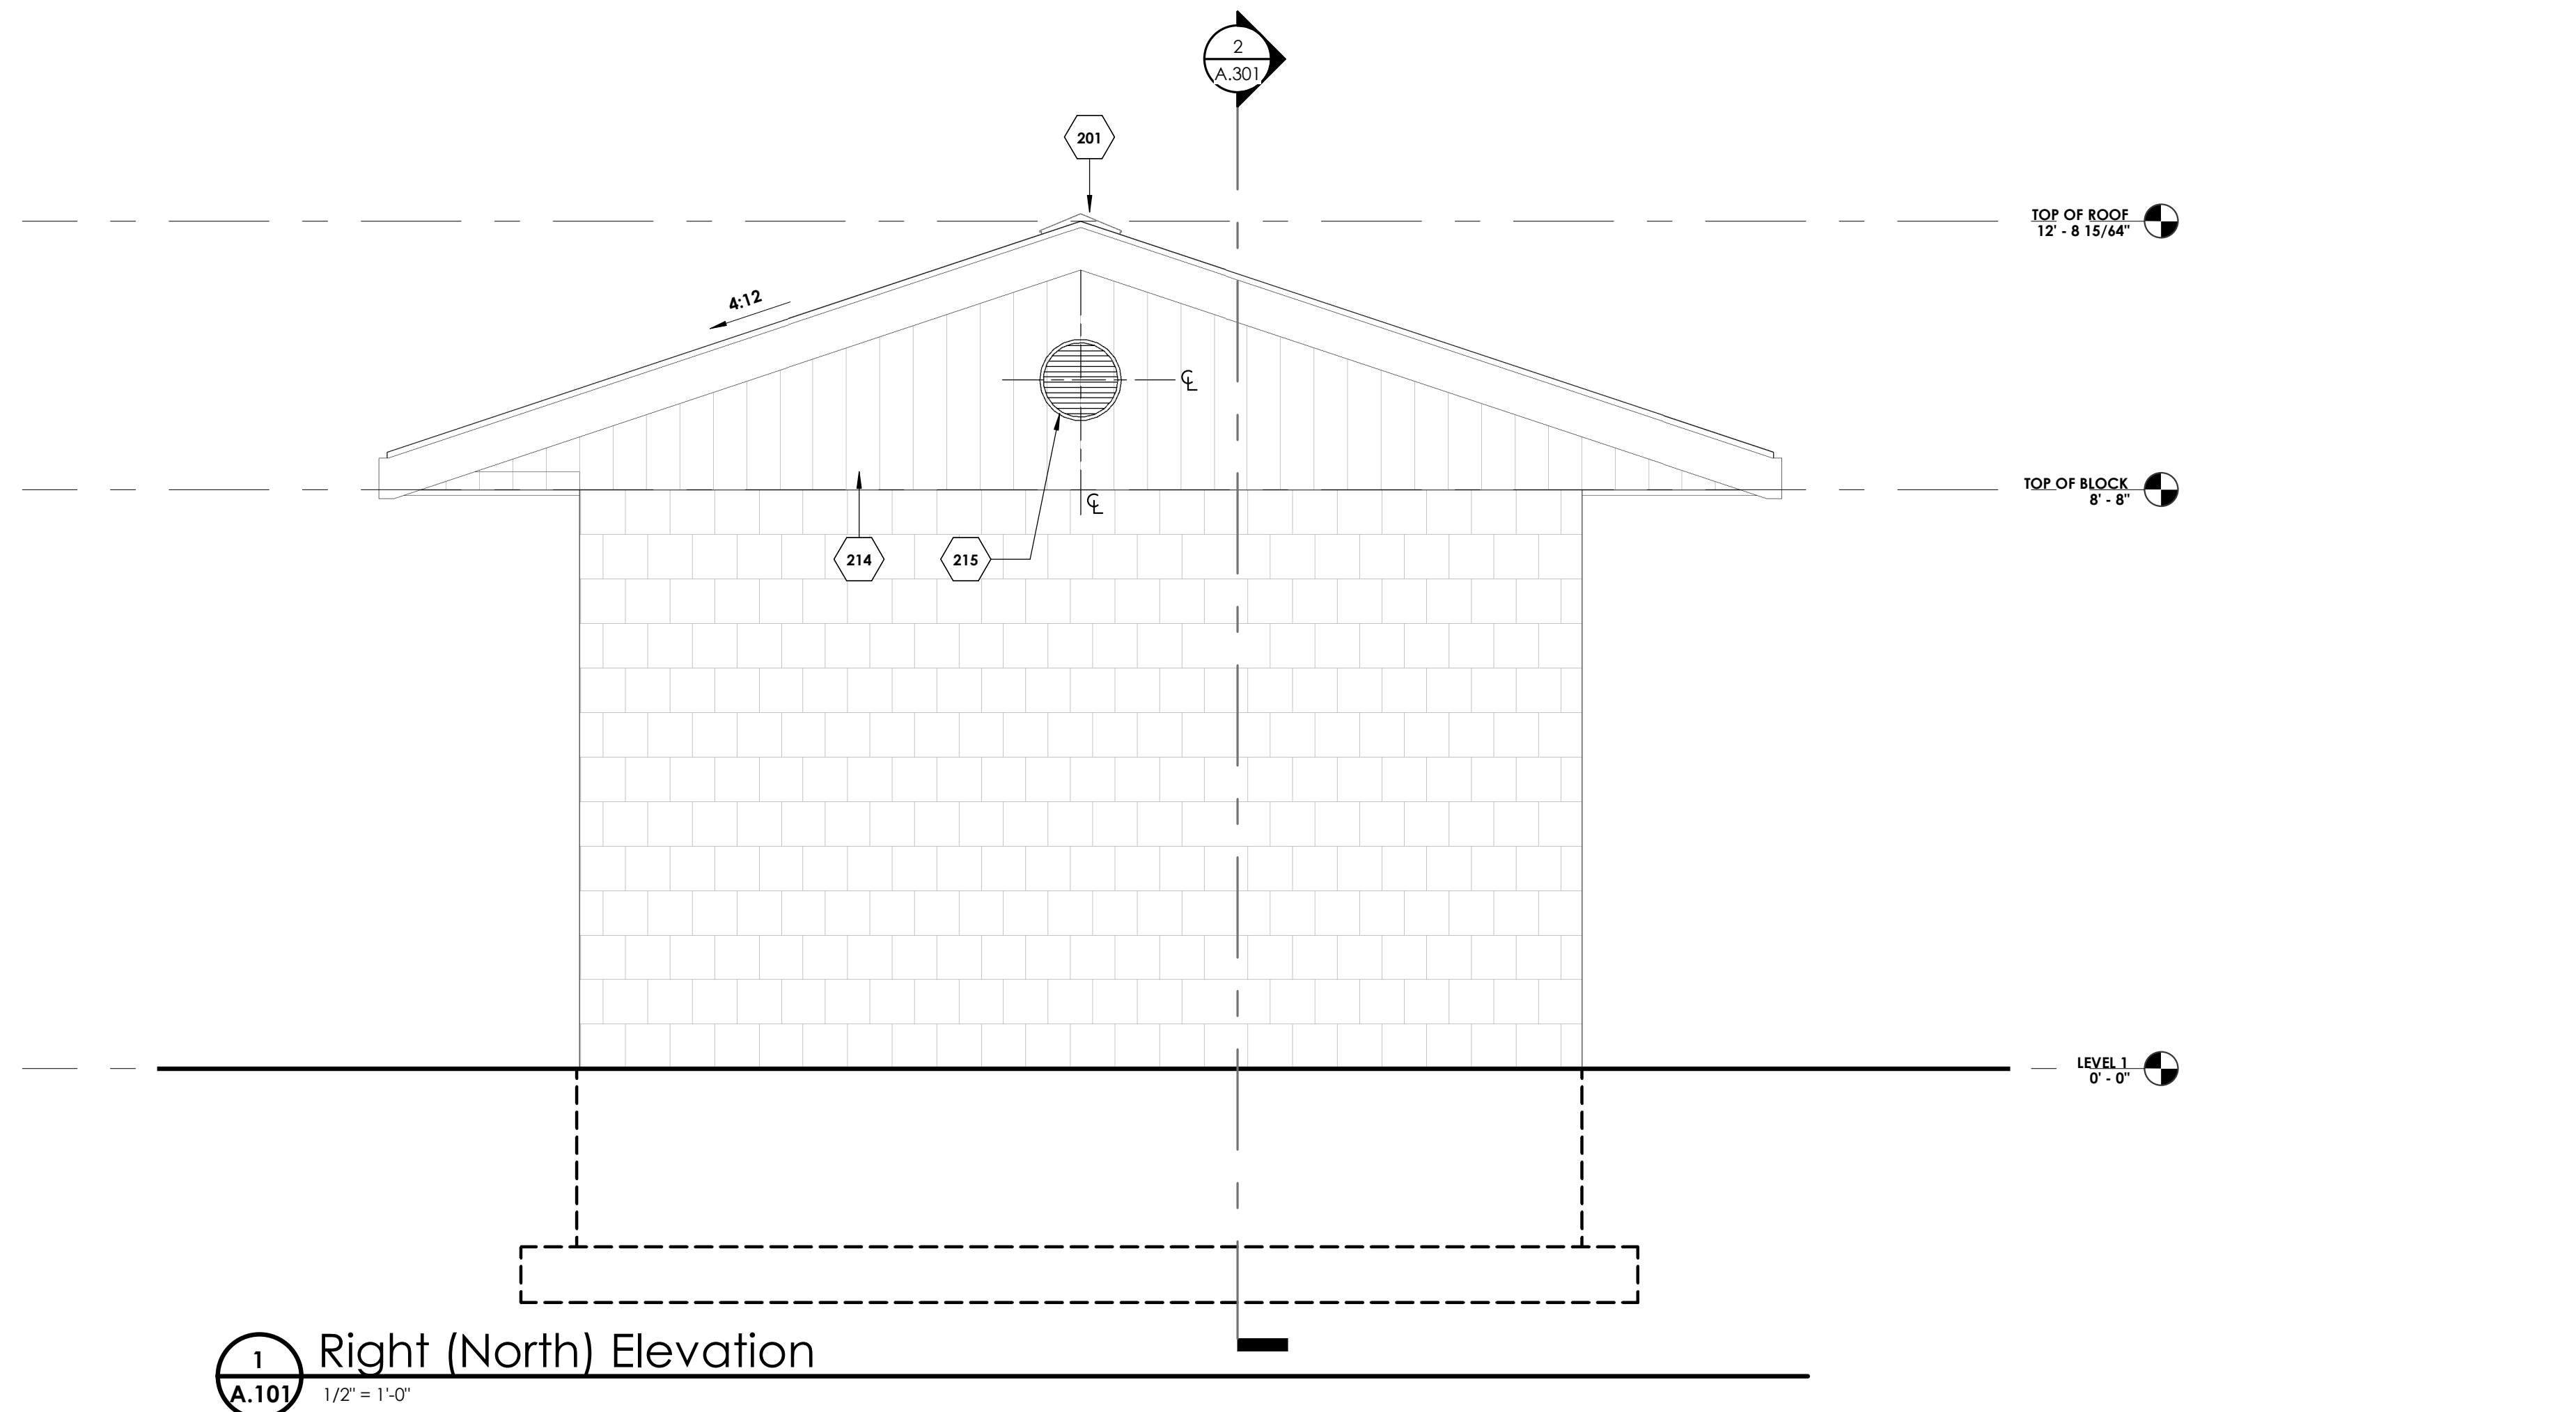 2
A.301
201
TOP OF ROOF
12' - 8 15/64"
4:12
℄
TOP OF BLOCK
8' - 8"
℄
214
215
LEVEL 1
0' - 0"
1
A.101
Right (North) Elevation
1/2" = 1'-0"